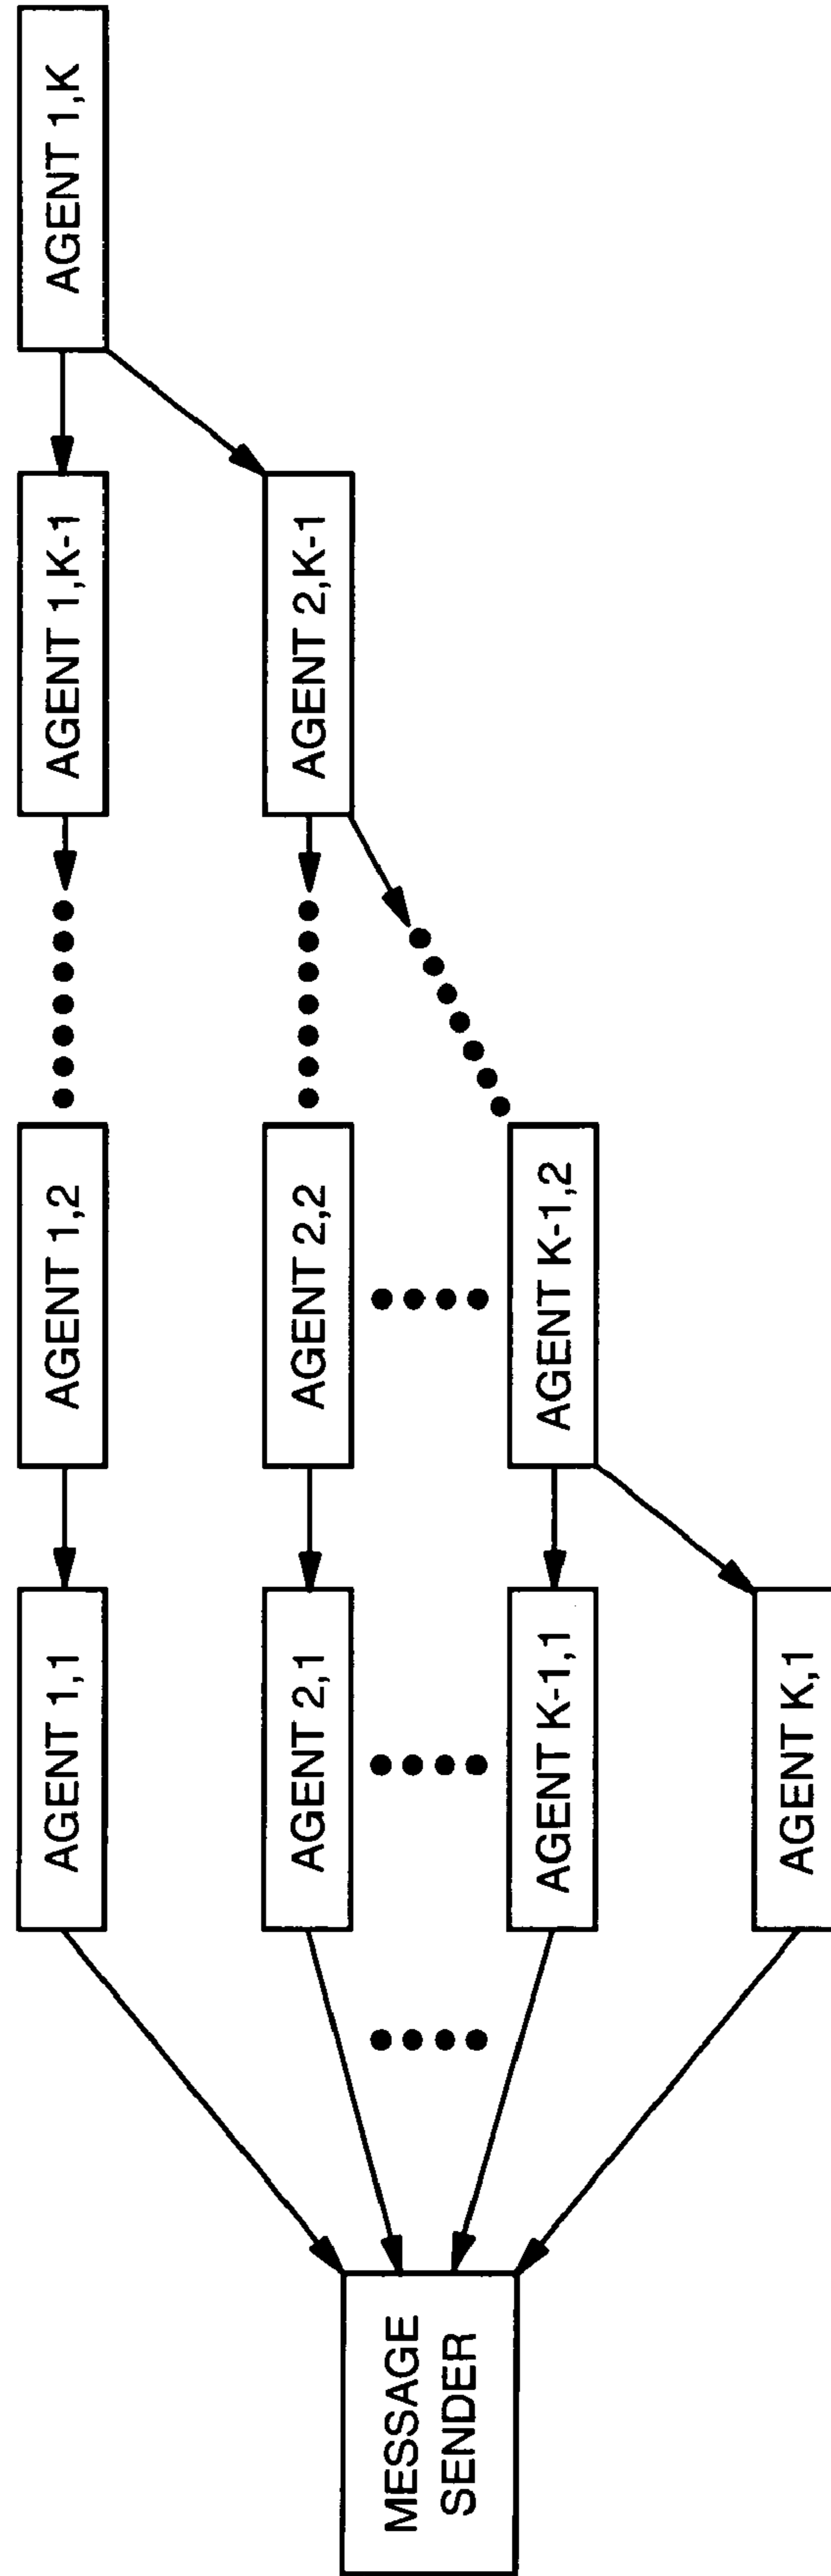 AGENT 1,K
AGENT 1,K-1
AGENT 2,K-1
AGENT 1,2
AGENT 2,2
AGENT K-1,2
AGENT 1,1
AGENT 2,1
AGENT K-1,1
AGENT K,1
MESSAGE
SENDER